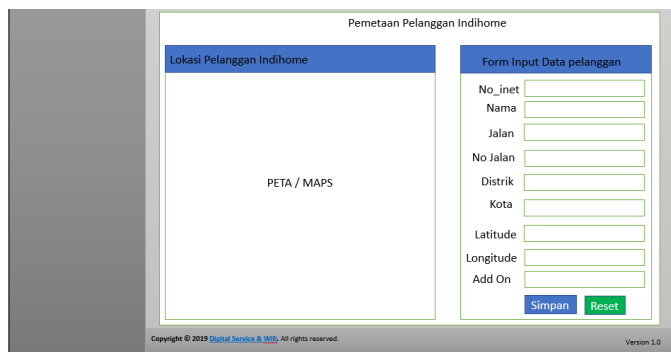 Pemetaan Pelanggan Indihome
Lokasi Pelanggan Indihome
PETA / MAPS
Form Input Data pelanggan
No_inet
Nama
Jalan
No Jalan
Distrik
Kota
Latitude
Longitude
Add On
Simpan Reset
Copyright © 2019 Digital Service & Wifi. All rights reserved.
Version 1.0